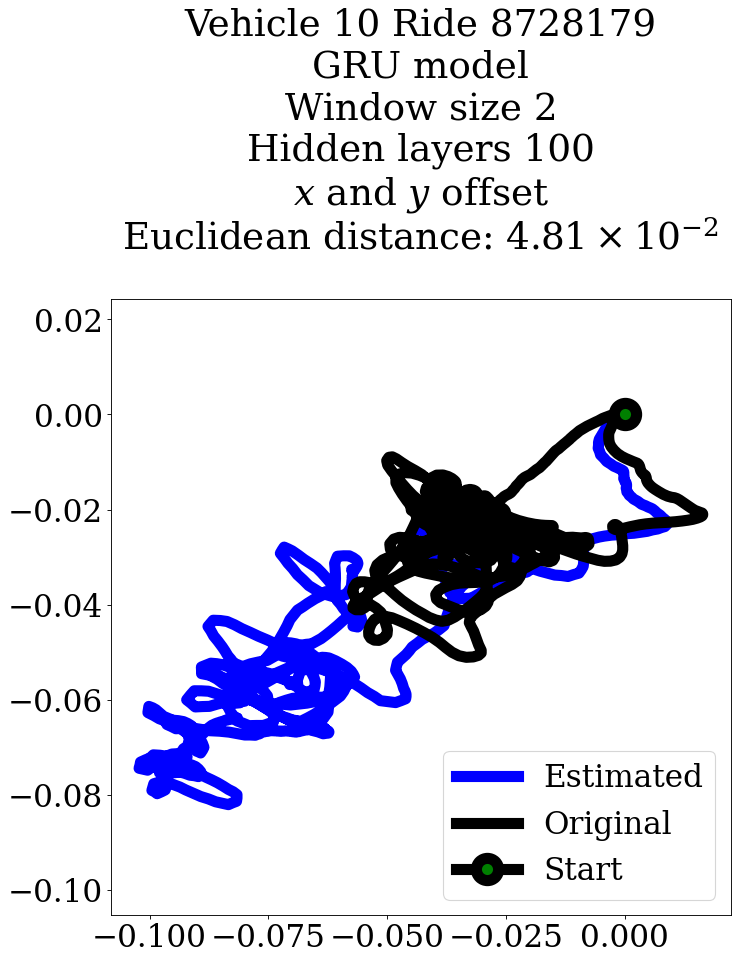 Vehicle 10 Ride 8728179
GRU model
Window size 2
Hidden layers 100
x and y offset
Euclidean distance: 4.81 × 10⁻²
0.02
0.00
−0.02
−0.04
−0.06
−0.08
−0.10
Estimated
Original
Start
−0.100 −0.075 −0.050 −0.025 0.000